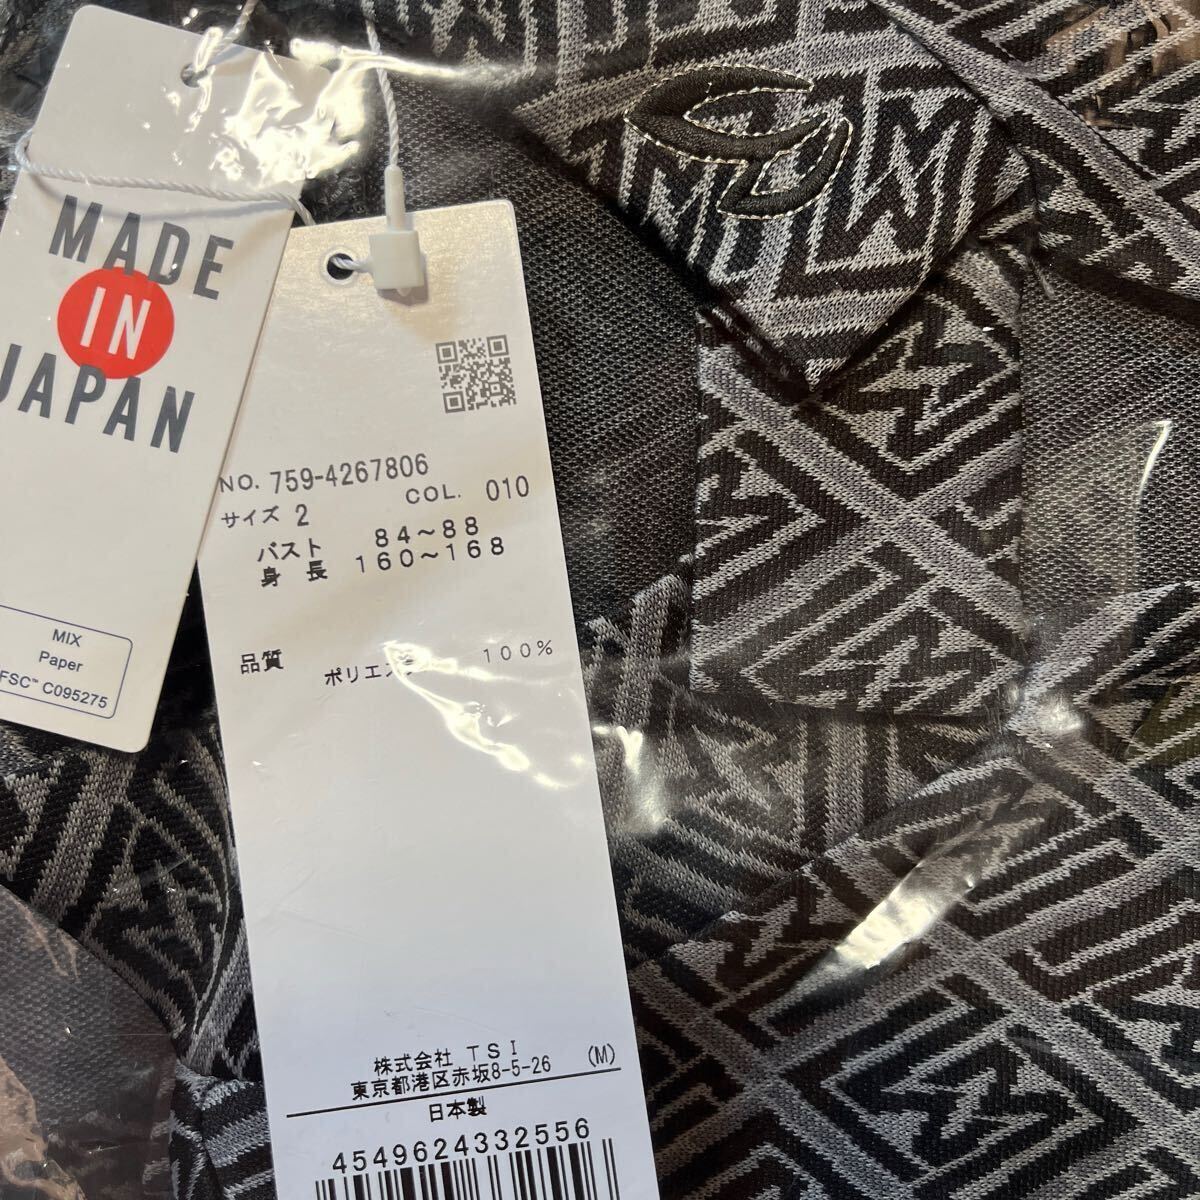 MADE
IN
JAPAN
MIX
Paper
FSC™ C095275
NO. 759-4267806
COL. 010
サイズ 2
バスト 84~88
身長 160~168
品質 100%
株式会社 TSI
東京都港区赤坂8-5-26 (M)
日本製
4549624332556